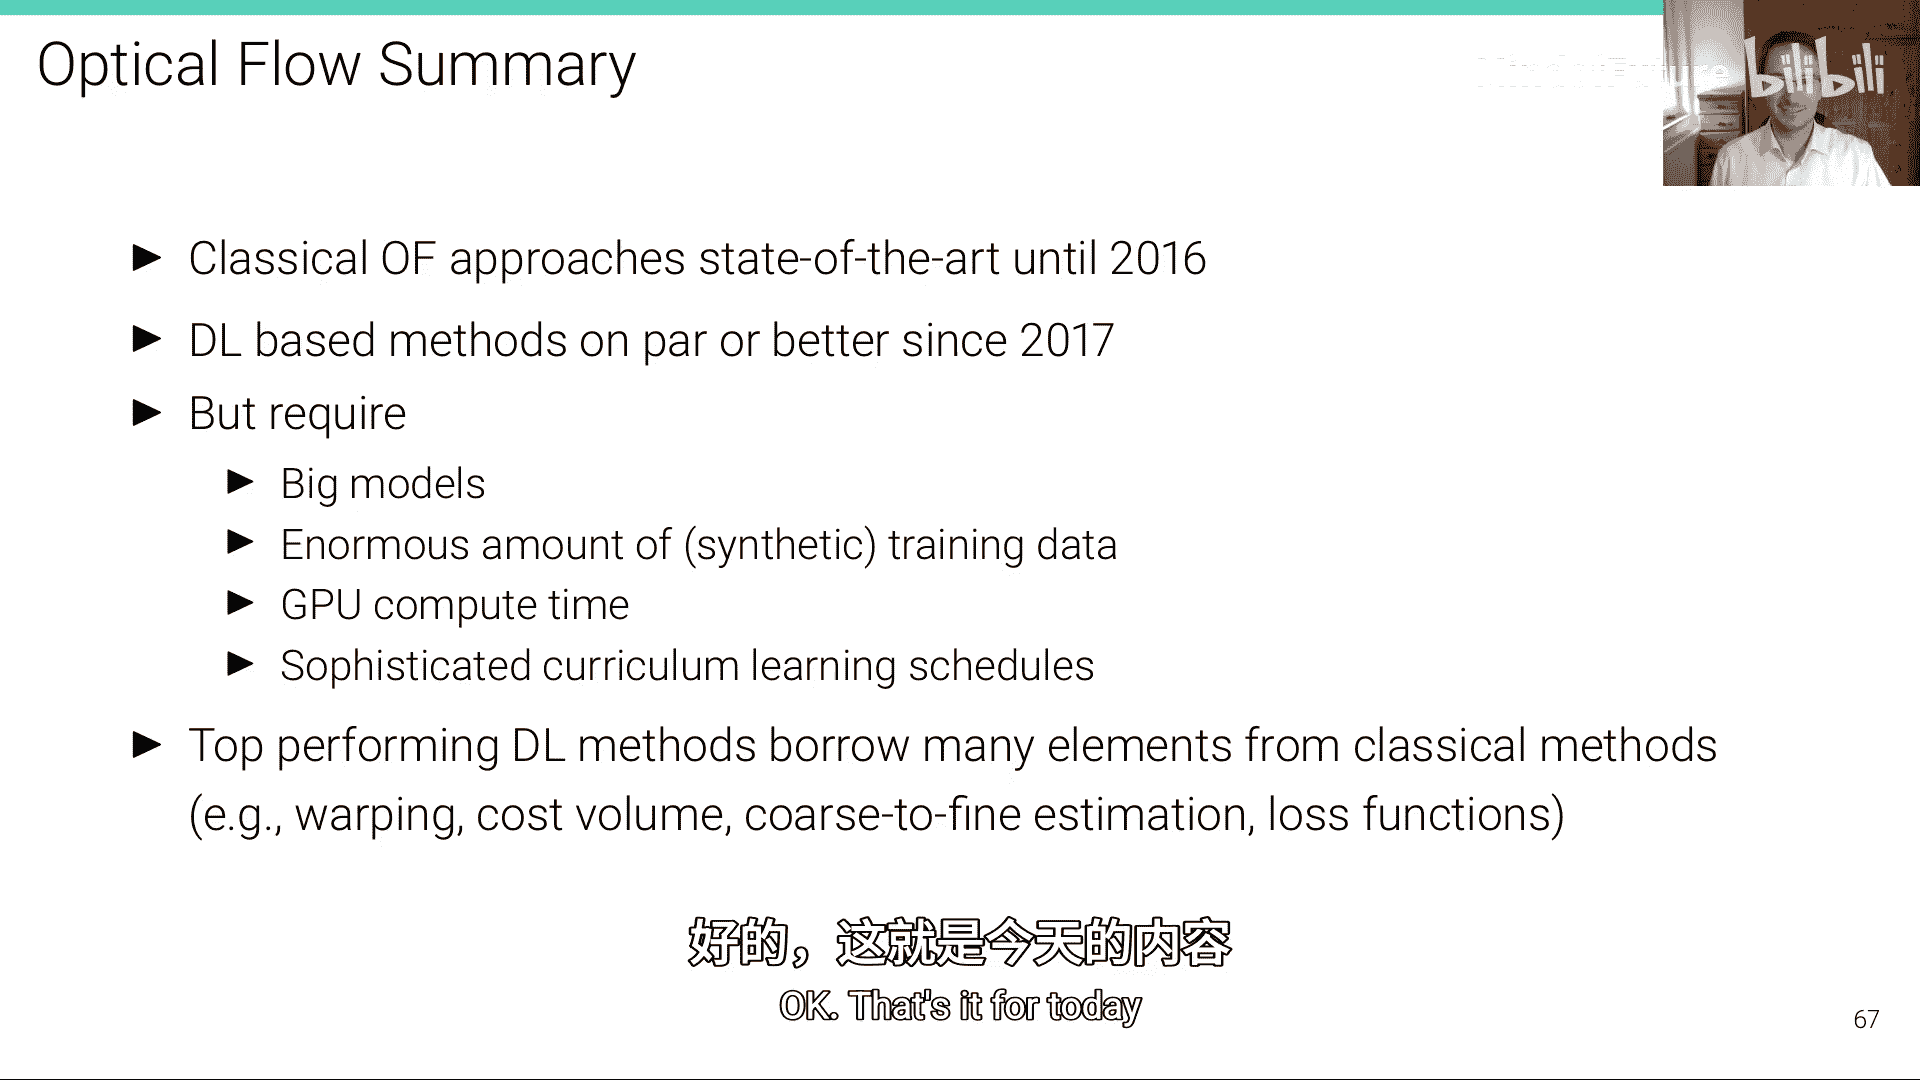 Optical Flow Summary
bilibili
► Classical OF approaches state-of-the-art until 2016
► DL based methods on par or better since 2017
► But require
► Big models
► Enormous amount of (synthetic) training data
► GPU compute time
► Sophisticated curriculum learning schedules
► Top performing DL methods borrow many elements from classical methods
(e.g., warping, cost volume, coarse-to-fine estimation, loss functions)
好的，这就是今天的内容
OK. That's it for today
67